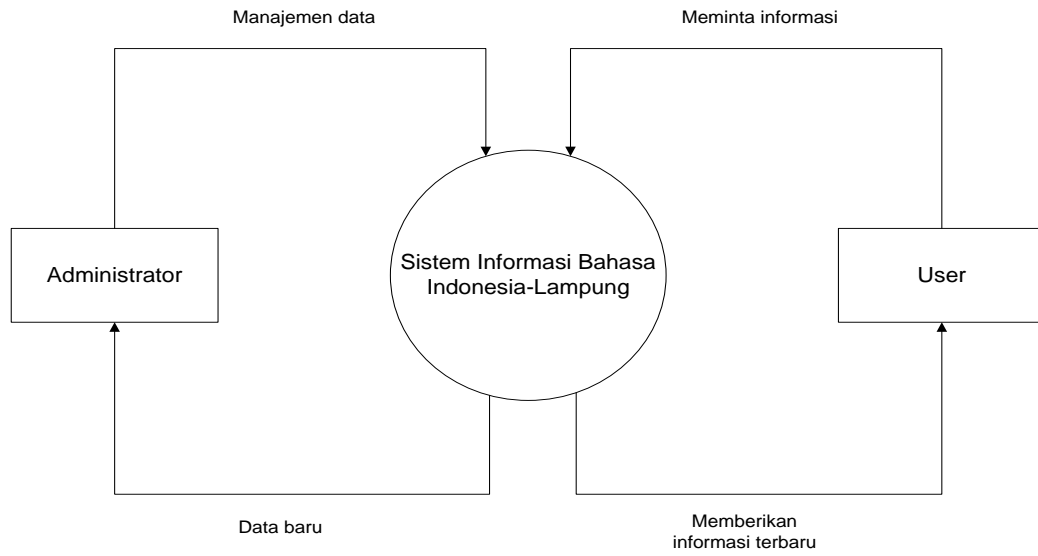 Manajemen data
Meminta informasi
Administrator
Sistem Informasi Bahasa
Indonesia-Lampung
User
Data baru
Memberikan
informasi terbaru